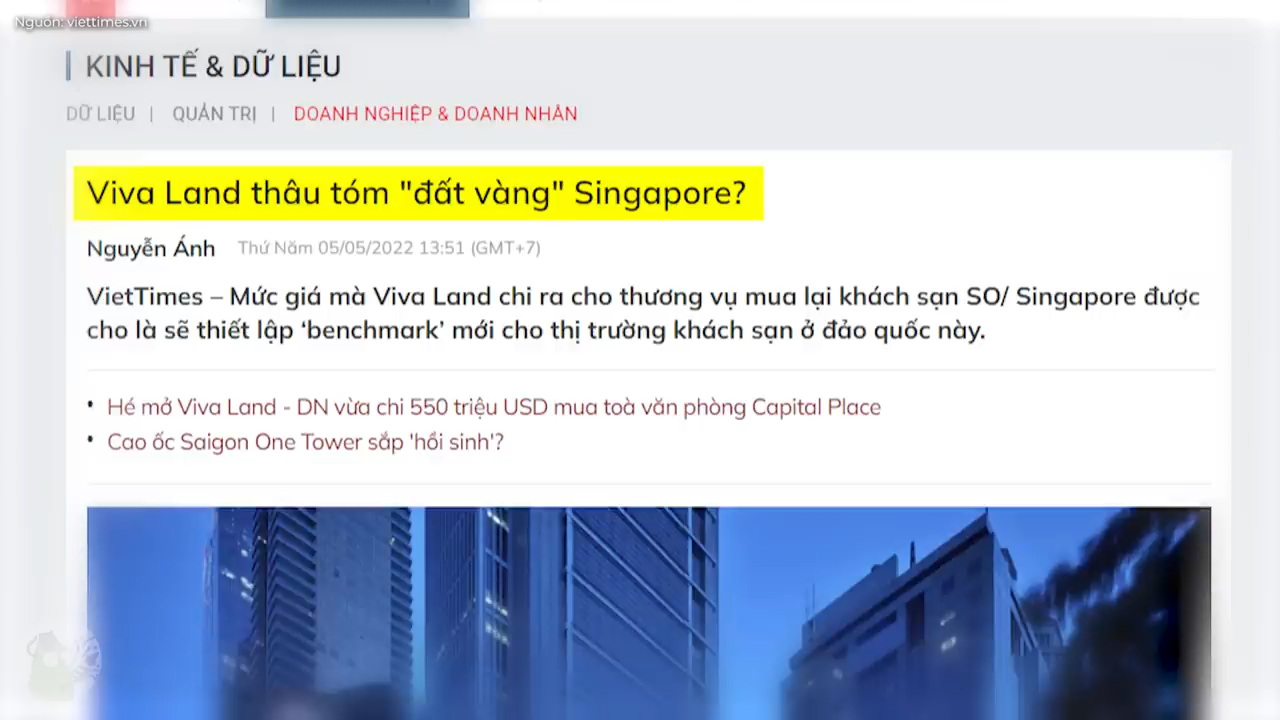 Nguồn: viettimes.vn
KINH TẾ & DỮ LIỆU
DỮ LIỆU | QUẢN TRỊ | DOANH NGHIỆP & DOANH NHÂN
Viva Land thâu tóm "đất vàng" Singapore?
Nguyễn Ánh Thứ Năm 05/05/2022 13:51 (GMT+7)
VietTimes – Mức giá mà Viva Land chi ra cho thương vụ mua lại khách sạn SO/ Singapore được
cho là sẽ thiết lập ‘benchmark’ mới cho thị trường khách sạn ở đảo quốc này.
• Hé mở Viva Land - DN vừa chi 550 triệu USD mua toà văn phòng Capital Place
• Cao ốc Saigon One Tower sắp 'hồi sinh'?